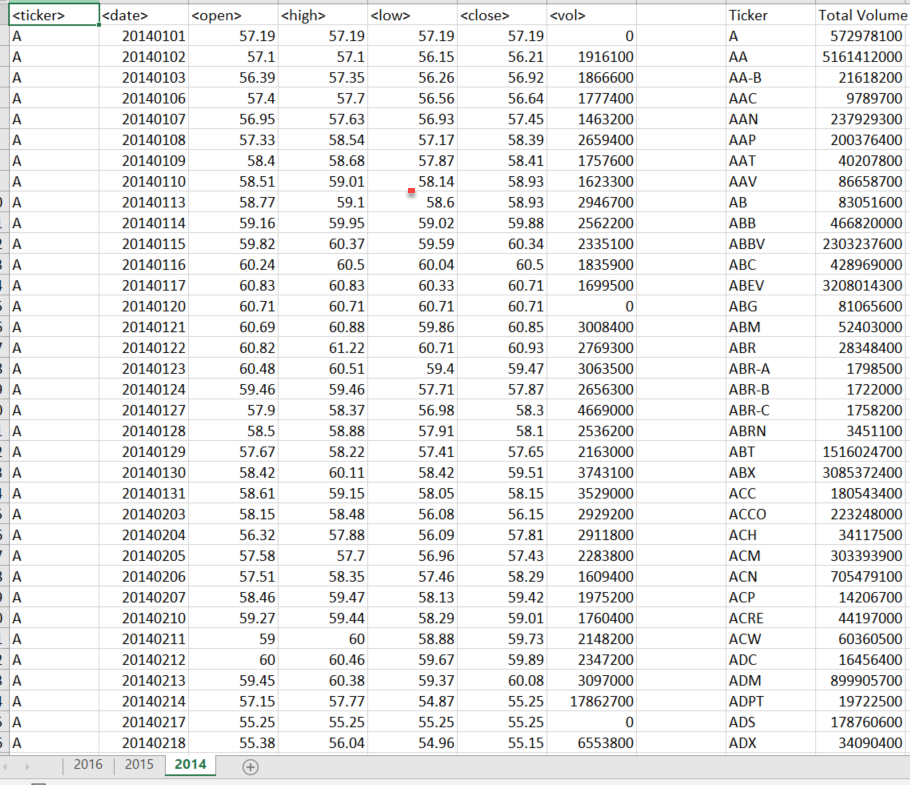 <ticker> <date> <open> <high> <low> <close> <vol> Ticker Total Volume
A 20140101 57.19 57.19 57.19 57.19 0 A 572978100
A 20140102 57.1 57.1 56.15 56.21 1916100 AA 5161412000
A 20140103 56.39 57.35 56.26 56.92 1866600 AA-B 21618200
A 20140106 57.4 57.7 56.56 56.64 1777400 AAC 9789700
A 20140107 56.95 57.63 56.93 57.45 1463200 AAN 237929300
A 20140108 57.33 58.54 57.17 58.39 2659400 AAP 200376400
A 20140109 58.4 58.68 57.87 58.41 1757600 AAT 40207800
A 20140110 58.51 59.01 58.14 58.93 1623300 AAV 86658700
A 20140113 58.77 59.1 58.6 58.93 2946700 AB 83051600
A 20140114 59.16 59.95 59.02 59.88 2562200 ABB 466820000
A 20140115 59.82 60.37 59.59 60.34 2335100 ABBV 2303237600
A 20140116 60.24 60.5 60.04 60.5 1835900 ABC 428969000
A 20140117 60.83 60.83 60.33 60.71 1699500 ABEV 3208014300
A 20140120 60.71 60.71 60.71 60.71 0 ABG 81065600
A 20140121 60.69 60.88 59.86 60.85 3008400 ABM 52403000
A 20140122 60.82 61.22 60.71 60.93 2769300 ABR 28348400
A 20140123 60.48 60.51 59.4 59.47 3063500 ABR-A 1798500
A 20140124 59.46 59.46 57.71 57.87 2656300 ABR-B 1722000
A 20140127 57.9 58.37 56.98 58.3 4669000 ABR-C 1758200
A 20140128 58.5 58.88 57.91 58.1 2536200 ABRN 3451100
A 20140129 57.67 58.22 57.41 57.65 2163000 ABT 1516024700
A 20140130 58.42 60.11 58.42 59.51 3743100 ABX 3085372400
A 20140131 58.61 59.15 58.05 58.15 3529000 ACC 180543400
A 20140203 58.15 58.48 56.08 56.15 2929200 ACCO 223248000
A 20140204 56.32 57.88 56.09 57.81 2911800 ACH 34117500
A 20140205 57.58 57.7 56.96 57.43 2283800 ACM 303393900
A 20140206 57.51 58.35 57.46 58.29 1609400 ACN 705479100
A 20140207 58.46 59.47 58.13 59.42 1975200 ACP 14206700
A 20140210 59.27 59.44 58.29 59.01 1760400 ACRE 44197000
A 20140211 59 60 58.88 59.73 2148200 ACW 60360500
A 20140212 60 60.46 59.67 59.89 2347200 ADC 16456400
A 20140213 59.45 60.38 59.37 60.08 3097000 ADM 899905700
A 20140214 57.15 57.77 54.87 55.25 17862700 ADPT 19722500
A 20140217 55.25 55.25 55.25 55.25 0 ADS 178760600
A 20140218 55.38 56.04 54.96 55.15 6553800 ADX 34090400
2016 2015 2014